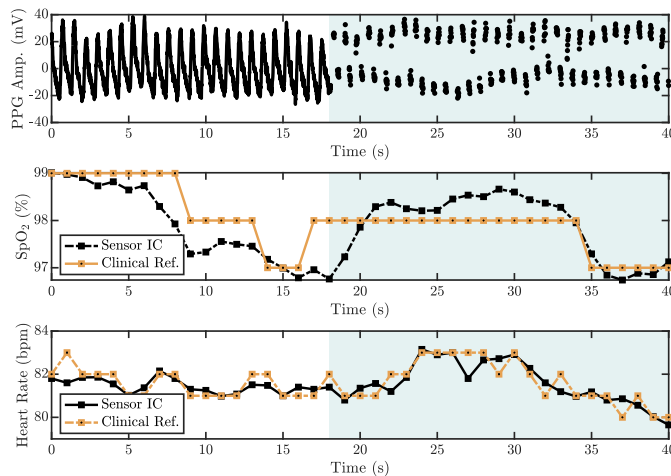 PPG Amp. (mV)
40
20
0
-20
-40
0 5 10 15 20 25 30 35 40
Time (s)
SpO2 (%)
99
98
97
Sensor IC
Clinical Ref.
0 5 10 15 20 25 30 35 40
Time (s)
Heart Rate (bpm)
84
82
80
Sensor IC
Clinical Ref.
0 5 10 15 20 25 30 35 40
Time (s)